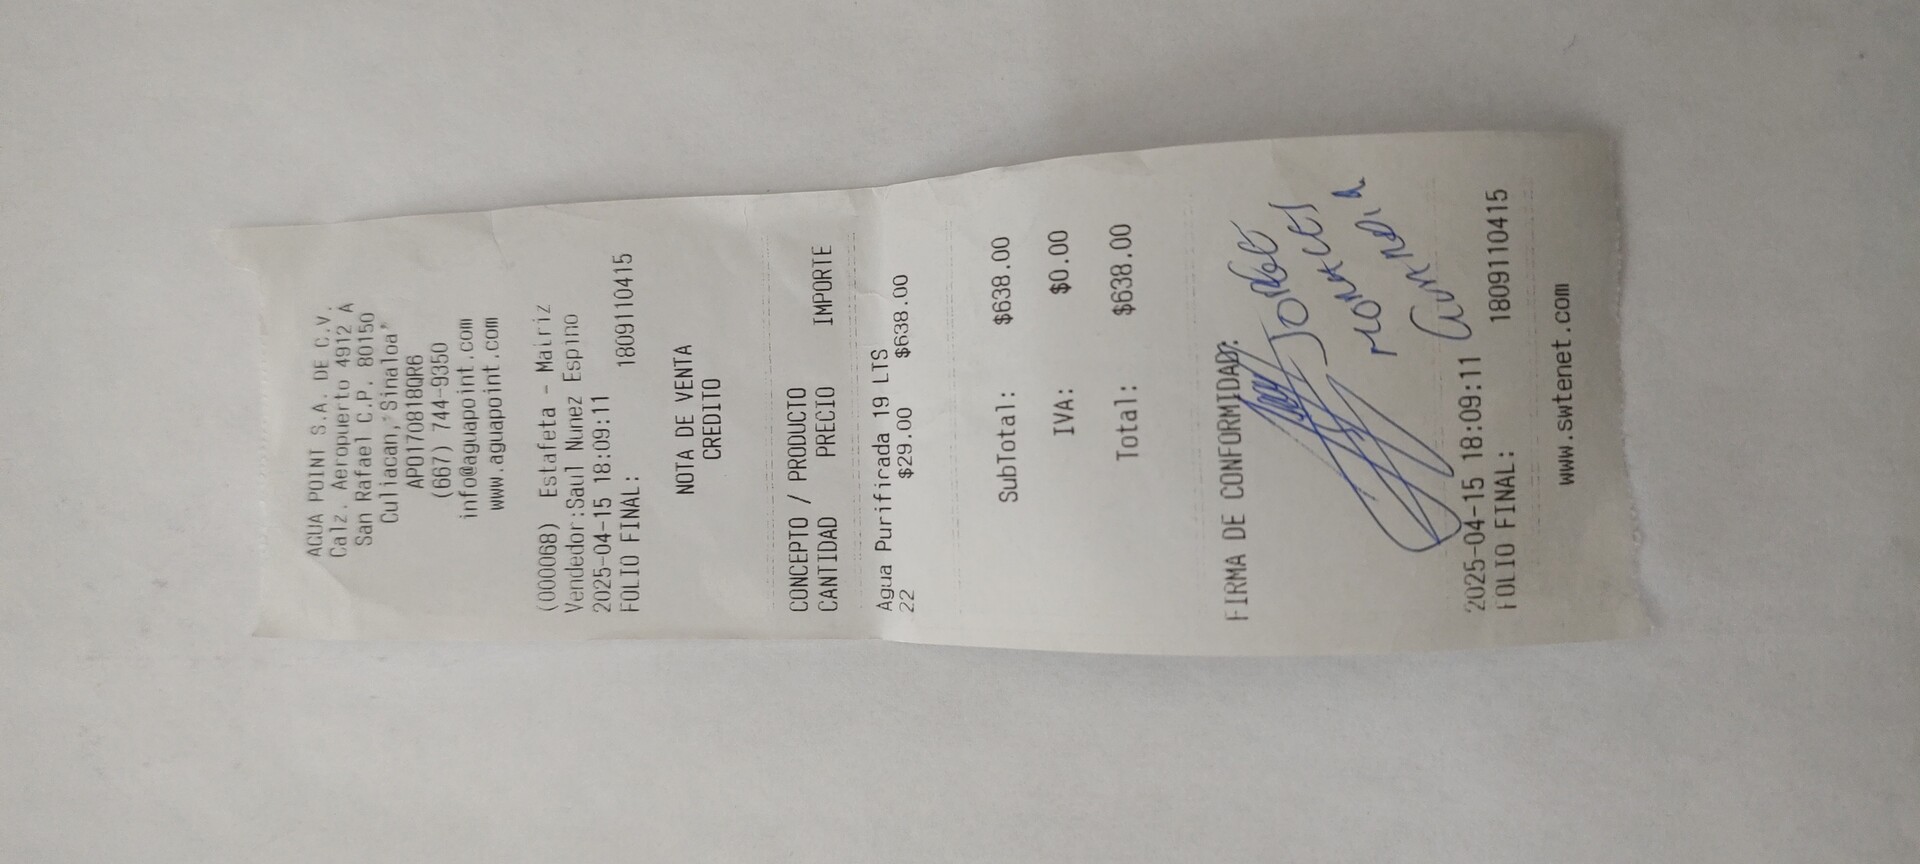 AGUA POINT S.A. DE C.V.
Calz. Aeropuerto 4912 A
San Rafael C.P. 80150
Culiacan, Sinaloa"
APO170818QR6
(667) 744-9350
info@aguapoint.com
www.aguapoint.com
(000068) Estafeta - Matriz
Vendedor:Saul Nunez Espino
2025-04-15 18:09:11
FOLIO FINAL: 1809110415
NOTA DE VENTA
CREDITO
CONCEPTO / PRODUCTO
CANTIDAD PRECIO IMPORTE
Agua Purifirada 19 LTS
22 $29.00 $638.00
SubTotal: $638.00
IVA: $0.00
Total: $638.00
FIRMA DE CONFORMIDAD:
JORGE
MONRREA
2025-04-15 18:09:11
FOLIO FINAL: 1809110415
www.swtenet.com